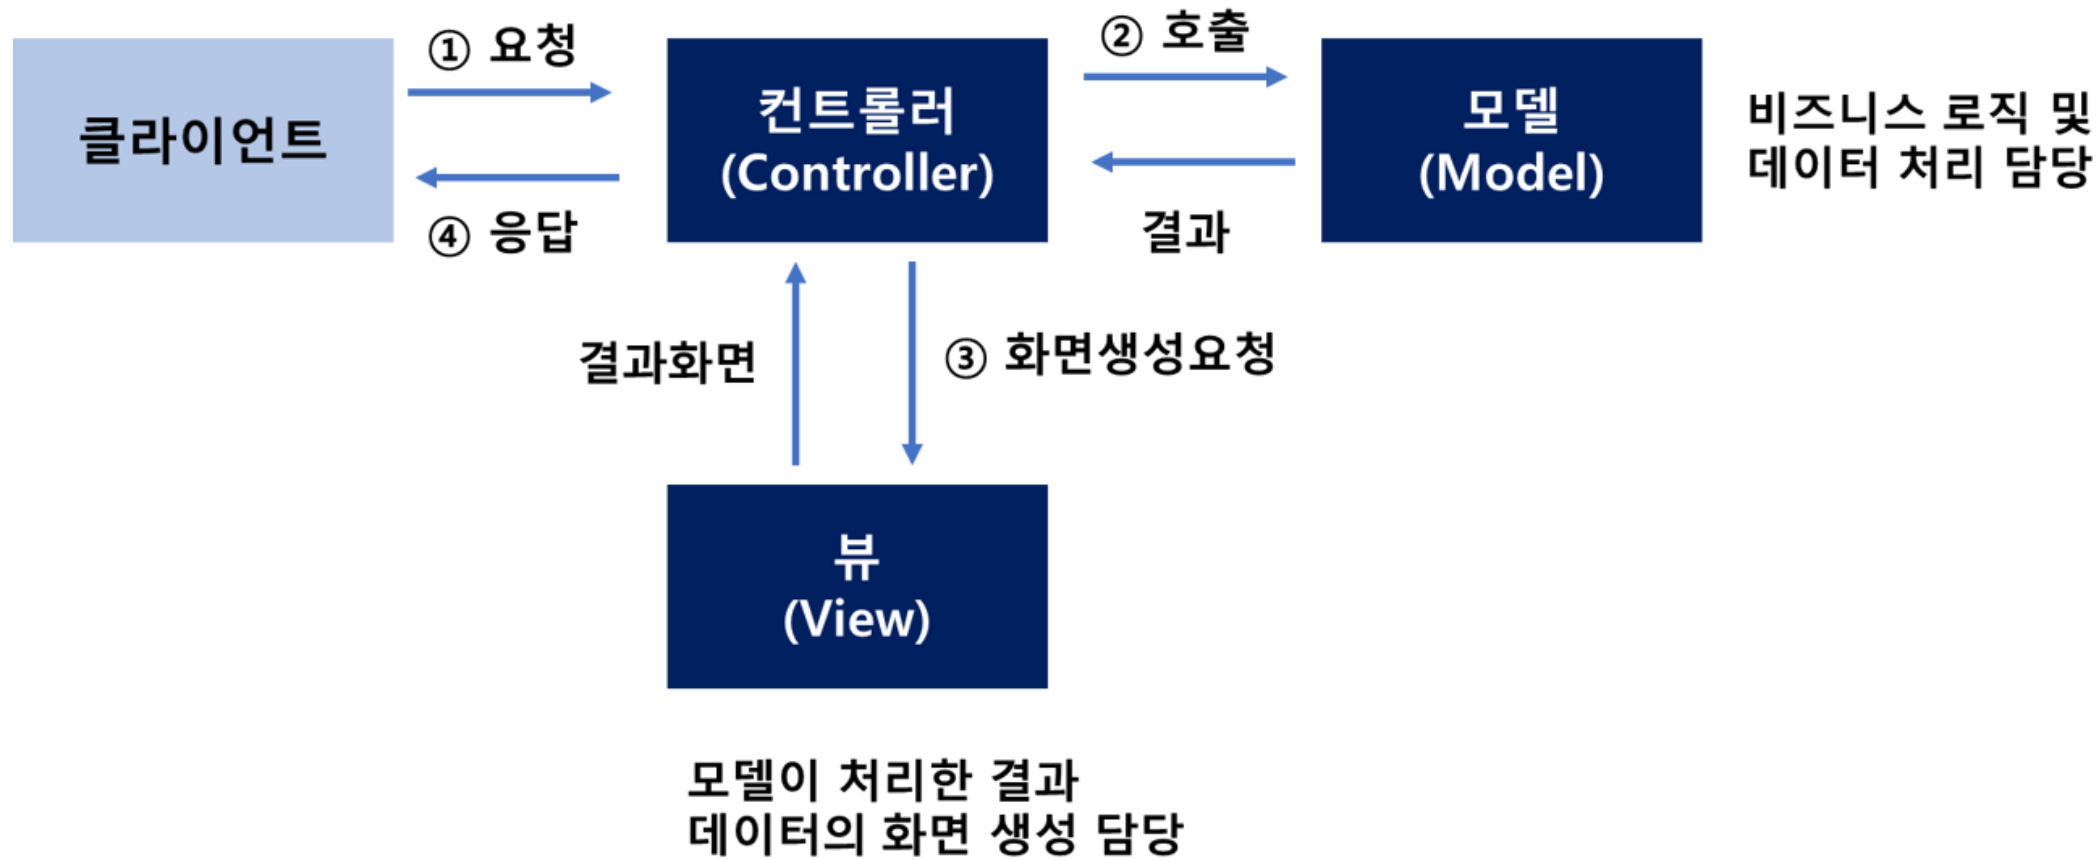 클라이언트
① 요청
④ 응답
컨트롤러
(Controller)
② 호출
결과
모델
(Model)
비즈니스 로직 및
데이터 처리 담당
결과화면
③ 화면생성요청
뷰
(View)
모델이 처리한 결과
데이터의 화면 생성 담당